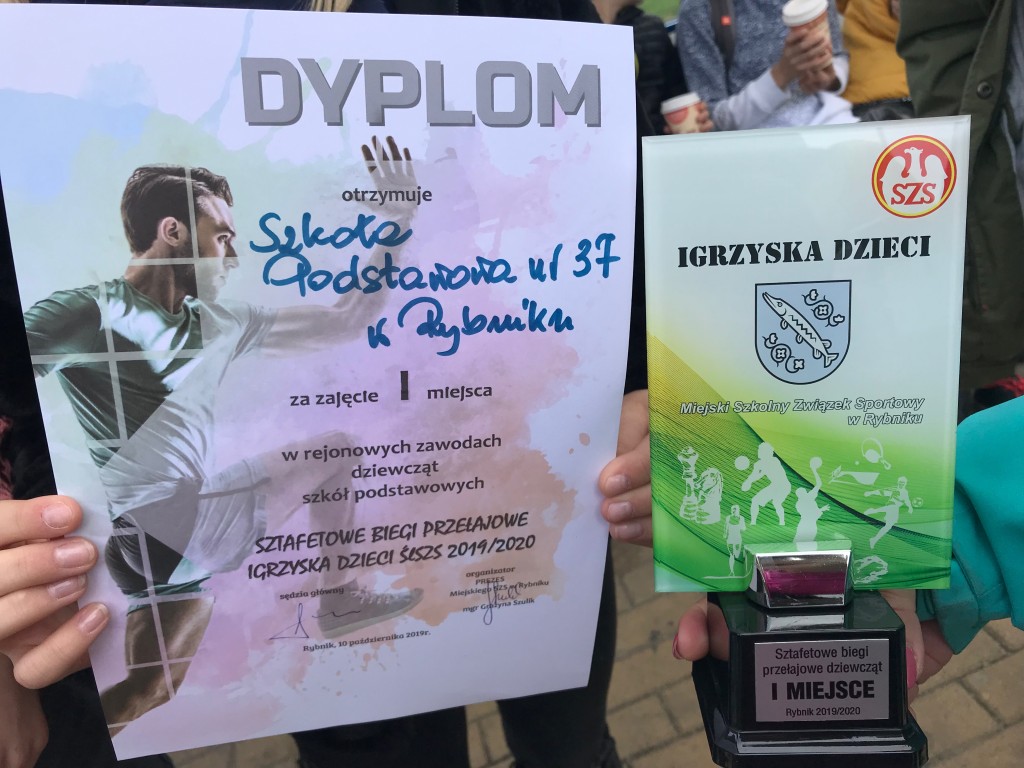 DYPLOM
otrzymuje
Szkoła
Podstawowa nr 37
w Rybniku
za zajęcie I miejsca
w rejonowych zawodach
dziewcząt
szkół podstawowych
SZTAFETOWE BIEGI PRZEŁAJOWE
IGRZYSKA DZIECI ŚlSZS 2019/2020
sędzia główny
organizator
PREZES
Miejskiego SZS w Rybniku
mgr Grażyna Szulik
Rybnik, 10 października 2019r.
SZS
IGRZYSKA DZIECI
Miejski Szkolny Związek Sportowy
w Rybniku
Sztafetowe biegi
przełajowe dziewcząt
I MIEJSCE
Rybnik 2019/2020